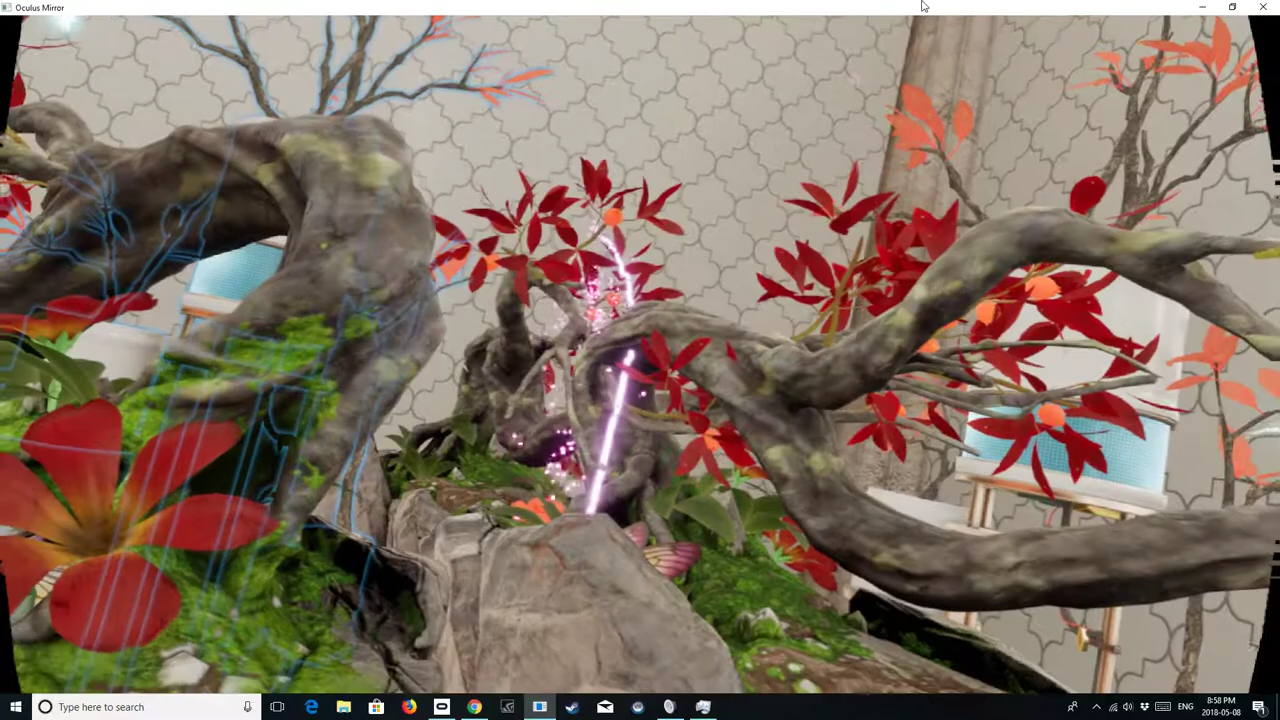 Oculus Mirror
Type here to search
ENG
8:58 PM
2018-05-08